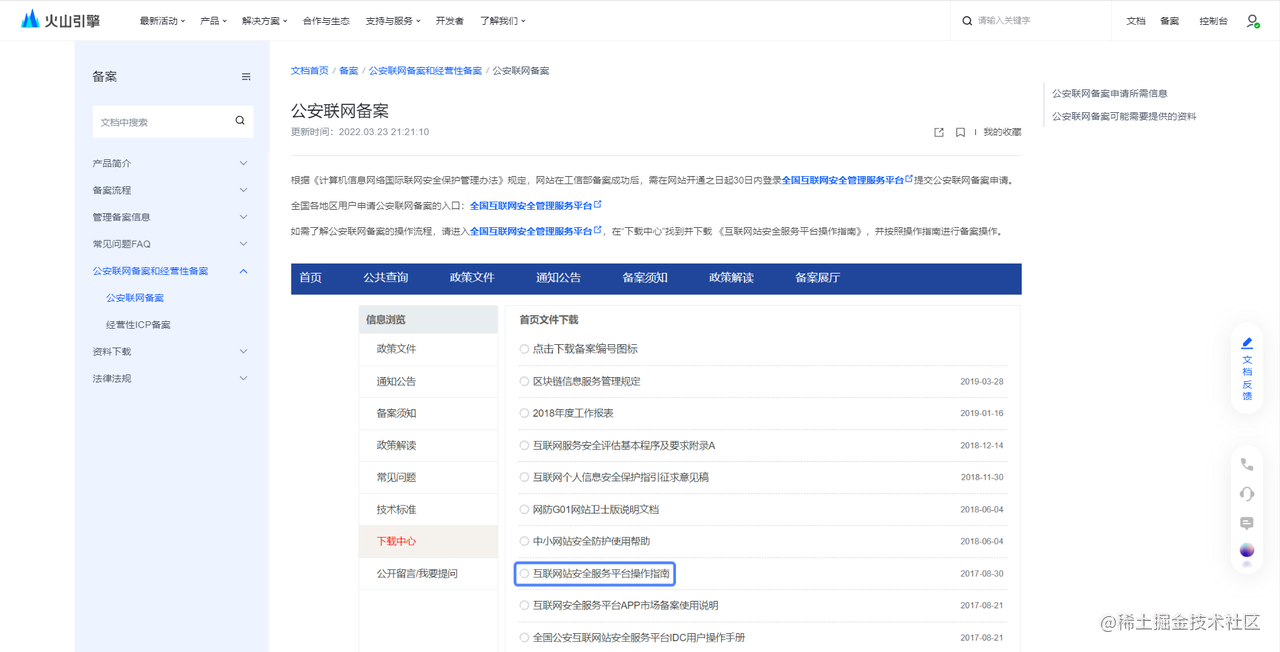 火山引擎
最新活动 产品 解决方案 合作与生态 支持与服务 开发者 了解我们
请输入关键字
文档 备案 控制台
备案
文档中搜索
产品简介
备案流程
管理备案信息
常见问题FAQ
公安联网备案和经营性备案
公安联网备案
经营性ICP备案
资料下载
法律法规
文档首页 / 备案 / 公安联网备案和经营性备案 / 公安联网备案
公安联网备案
更新时间：2022.03.23 21:21:10
我的收藏
根据《计算机信息网络国际联网安全保护管理办法》规定，网站在工信部备案成功后，需在网站开通之日起30日内登录全国互联网安全管理服务平台提交公安联网备案申请。
全国各地区用户申请公安联网备案的入口：全国互联网安全管理服务平台
如需了解公安联网备案的操作流程，请进入全国互联网安全管理服务平台，在“下载中心”找到并下载 《互联网站安全服务平台操作指南》，并按照操作指南进行备案操作。
首页 公共查询 政策文件 通知公告 备案须知 政策解读 备案展厅
信息浏览
政策文件
通知公告
备案须知
政策解读
常见问题
技术标准
下载中心
公开留言/我要提问
首页文件下载
点击下载备案编号图标
区块链信息服务管理规定 2019-03-28
2018年度工作报表 2019-01-16
互联网服务安全评估基本程序及要求附录A 2018-12-14
互联网个人信息安全保护指引征求意见稿 2018-11-30
网防G01网站卫士版说明文档 2018-06-04
中小网站安全防护使用帮助 2018-06-04
互联网站安全服务平台操作指南 2017-08-30
互联网安全服务平台APP市场备案使用说明 2017-08-21
全国公安互联网站安全服务平台IDC用户操作手册 2017-08-21
公安联网备案申请所需信息
公安联网备案可能需要提供的资料
文档反馈
@稀土掘金技术社区